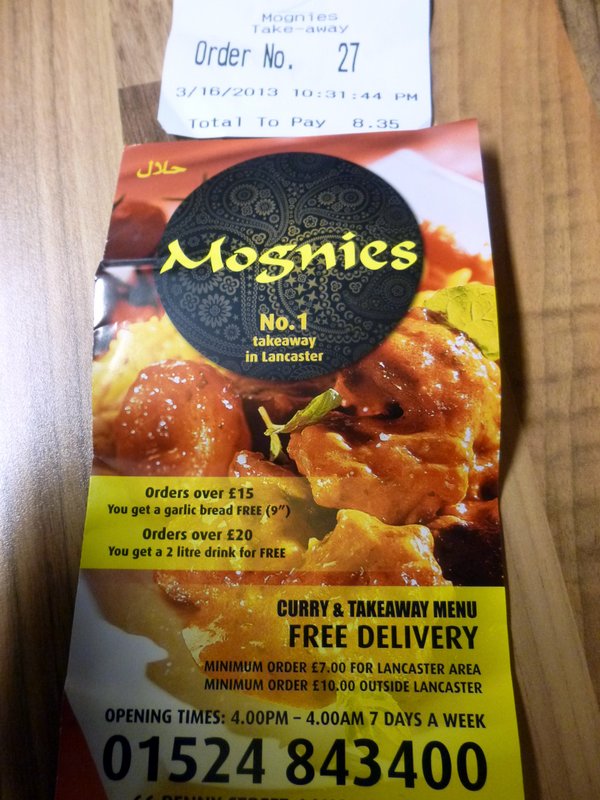 Mognies
Take-away
Order No. 27
3/16/2013 10:31:44 PM
Total To Pay 8.35
حلال
Mognies
No.1
takeaway
in Lancaster
Orders over £15
You get a garlic bread FREE (9")
Orders over £20
You get a 2 litre drink for FREE
CURRY & TAKEAWAY MENU
FREE DELIVERY
MINIMUM ORDER £7.00 FOR LANCASTER AREA
MINIMUM ORDER £10.00 OUTSIDE LANCASTER
OPENING TIMES: 4.00PM – 4.00AM 7 DAYS A WEEK
01524 843400
66 PENNY STREET